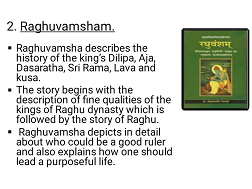 2. Raghuvamsham.
▪ Raghuvamsha describes the
history of the king's Dilipa, Aja,
Dasaratha, Sri Rama, Lava and
kusa.
▪ The story begins with the
description of fine qualities of the
kings of Raghu dynasty which is
followed by the story of Raghu.
▪ Raghuvamsha depicts in detail
about who could be a good ruler
and also explains how one should
lead a purposeful life.
रघुवंशम्